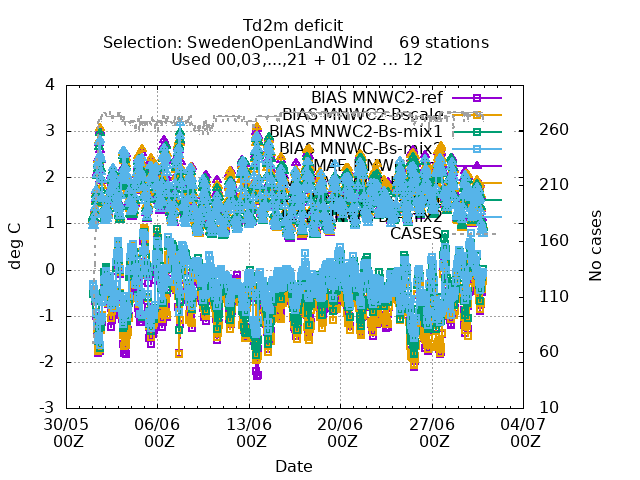 Td2m deficit
Selection: SwedenOpenLandWind 69 stations
Used 00,03,...,21 + 01 02 ... 12
BIAS MNWC2-ref
BIAS MNWC2-Bscale
BIAS MNWC2-Bs-mix1
BIAS MNWC-Bs-mix2
CASES
deg C
4
3
2
1
0
-1
-2
-3
No cases
260
210
160
110
60
10
30/05 06/06 13/06 20/06 27/06 04/07
00Z 00Z 00Z 00Z 00Z 00Z
Date